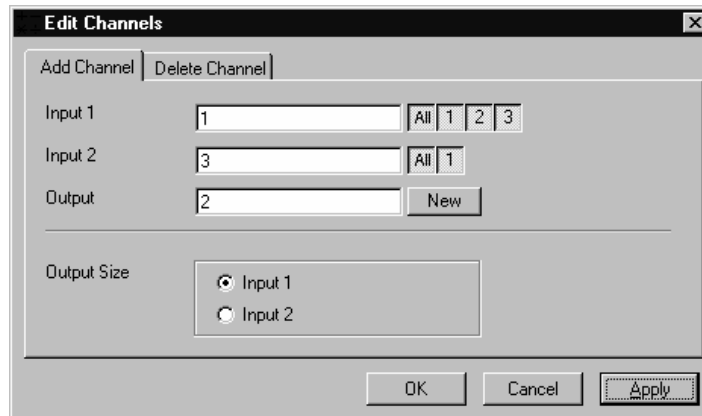 Edit Channels
Add Channel Delete Channel
Input 1 1 All 1 2 3
Input 2 3 All 1
Output 2 New
Output Size Input 1
Input 2
OK Cancel Apply